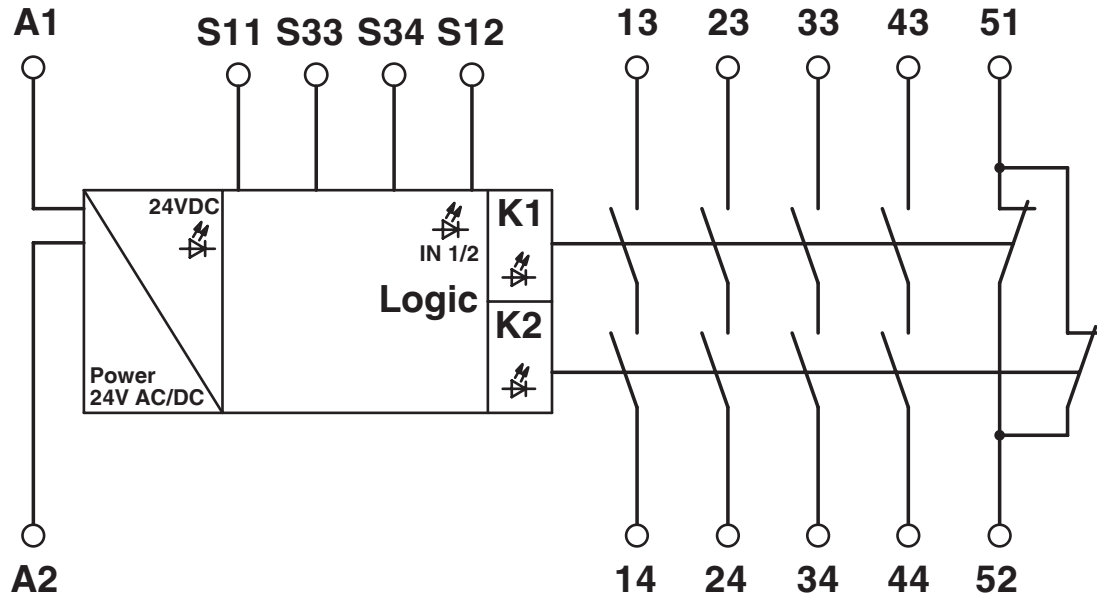 A1 S11 S33 S34 S12 13 23 33 43 51
24VDC
IN 1/2
K1
Logic
K2
Power
24V AC/DC
A2 14 24 34 44 52